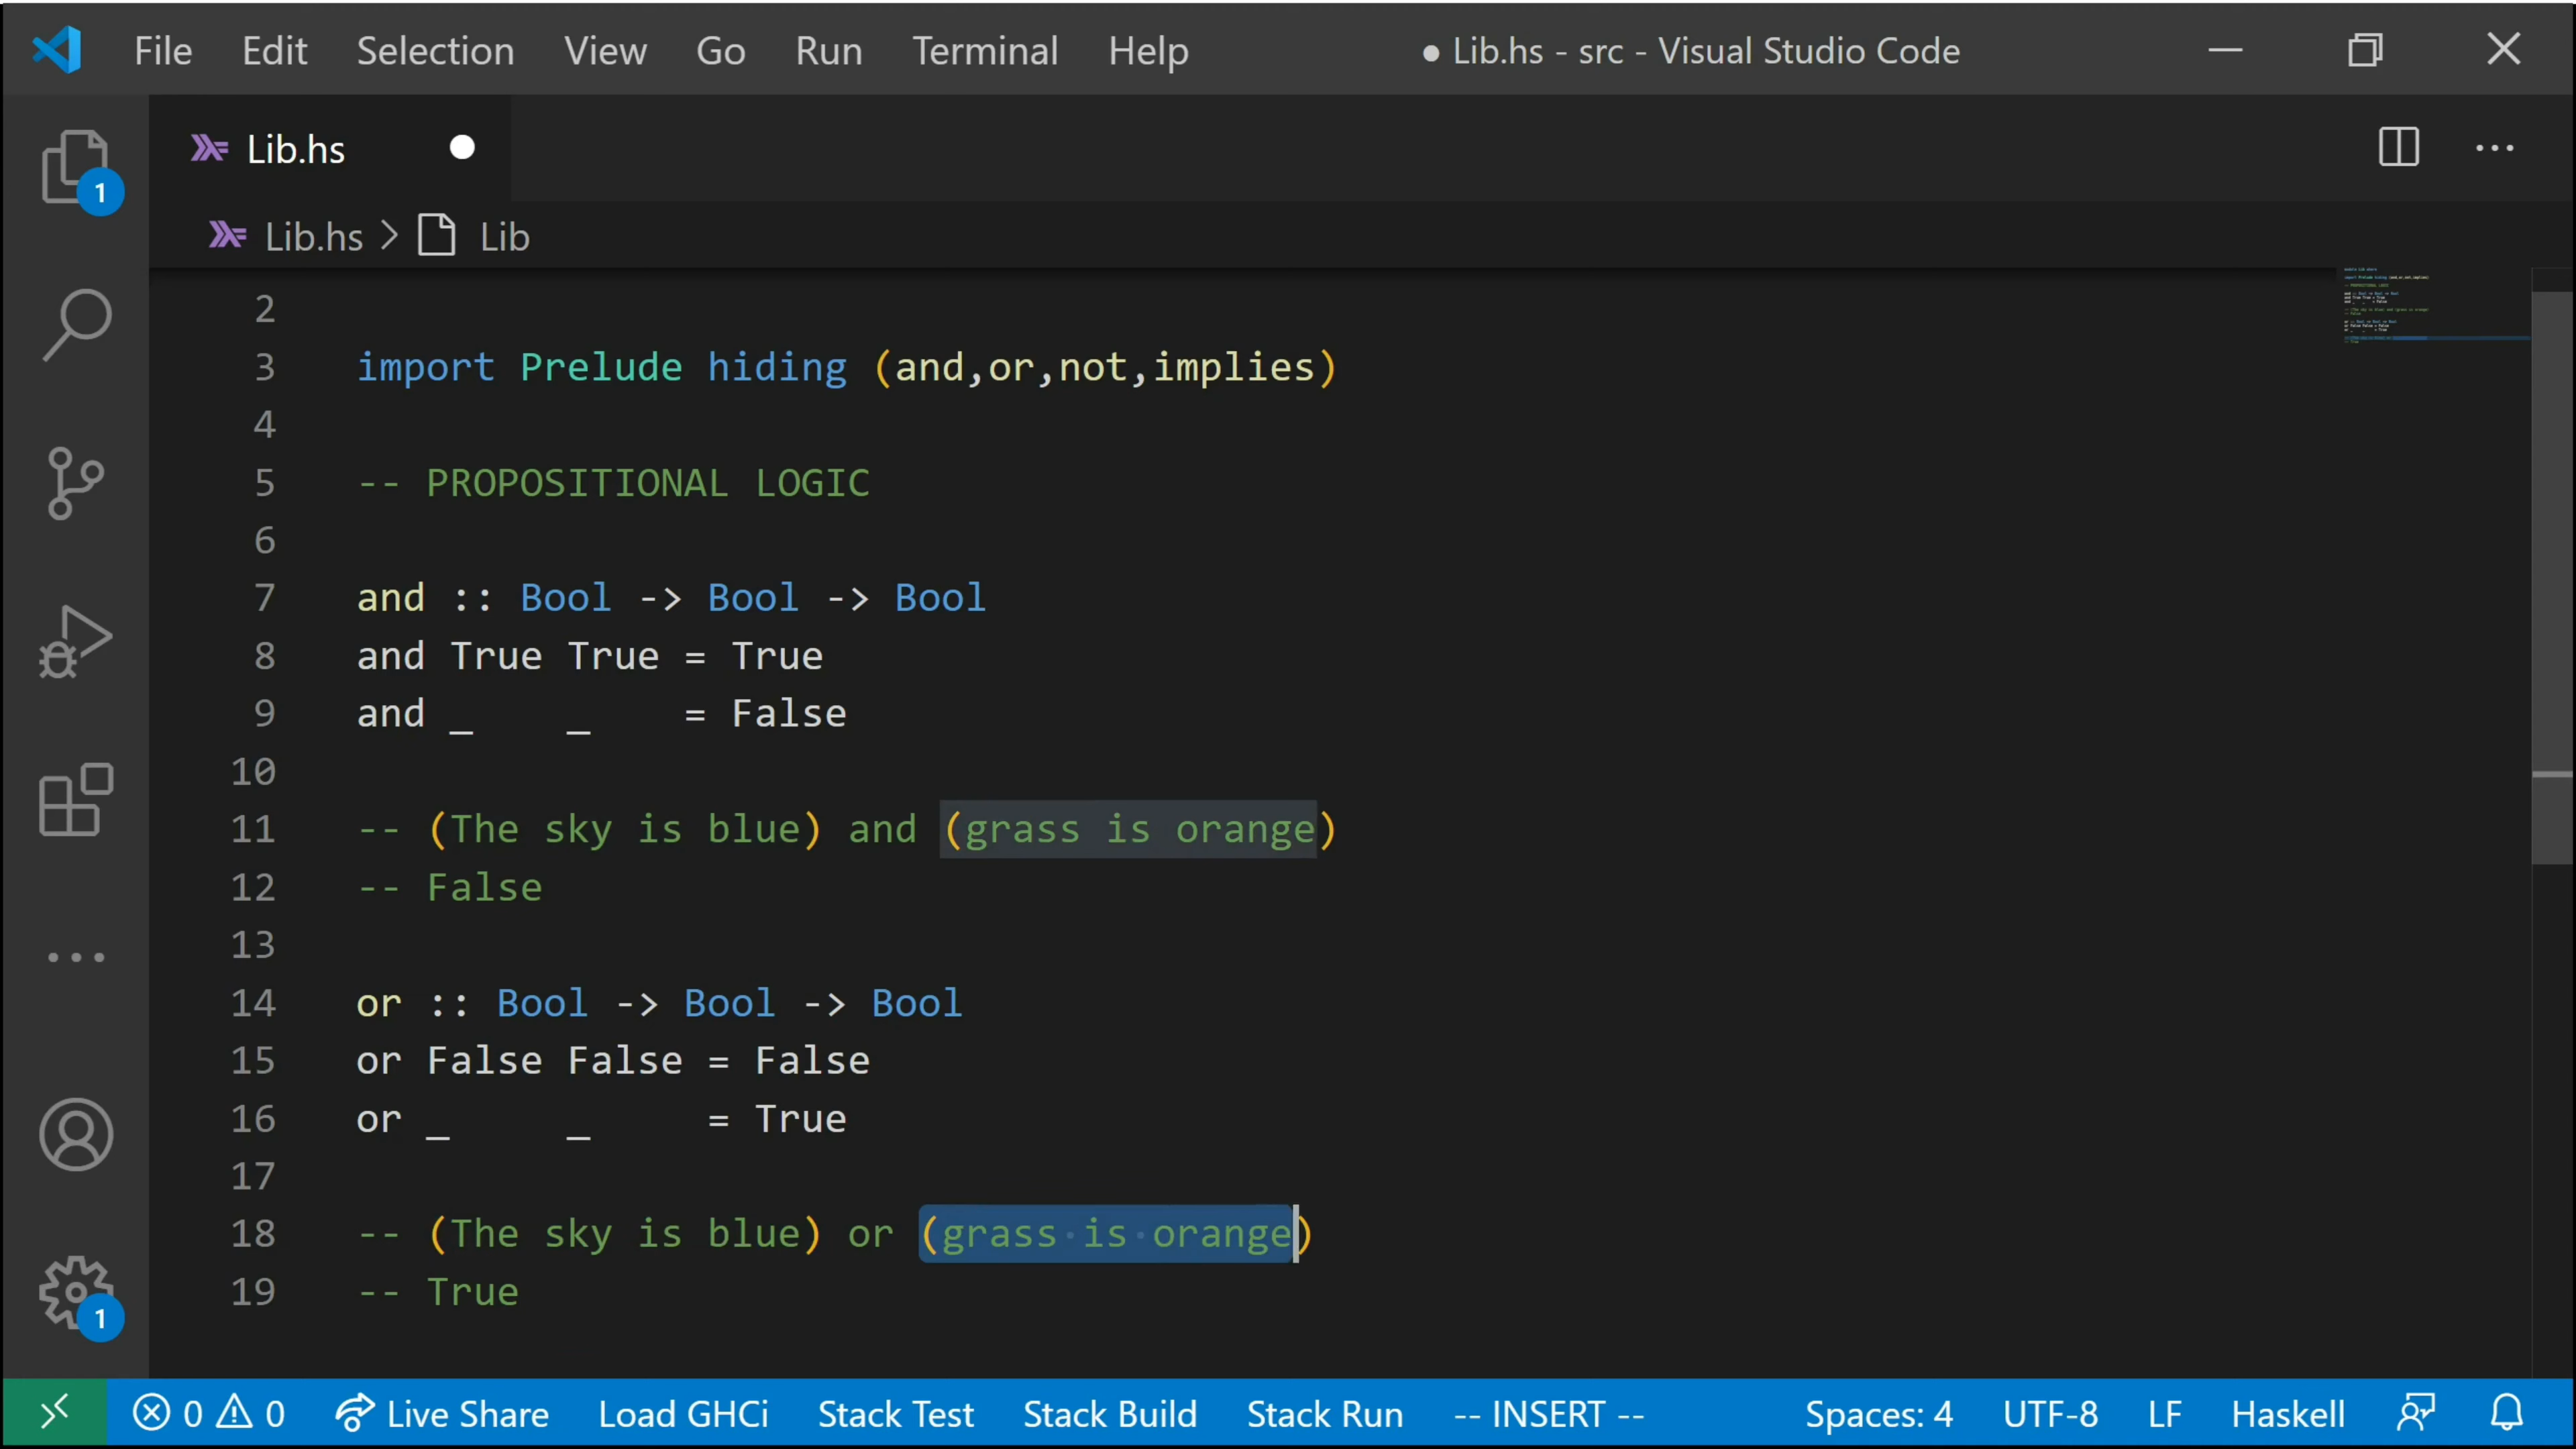 File Edit Selection View Go Run Terminal Help ● Lib.hs - src - Visual Studio Code
1
Lib.hs
Lib.hs > Lib
2
3 import Prelude hiding (and,or,not,implies)
4
5 -- PROPOSITIONAL LOGIC
6
7 and :: Bool -> Bool -> Bool
8 and True True = True
9 and _    _    = False
10
11 -- (The sky is blue) and (grass is orange)
12 -- False
13
14 or :: Bool -> Bool -> Bool
15 or False False = False
16 or _     _     = True
17
18 -- (The sky is blue) or (grass is orange)
19 -- True
1
0 0 Live Share Load GHCi Stack Test Stack Build Stack Run -- INSERT -- Spaces: 4 UTF-8 LF Haskell